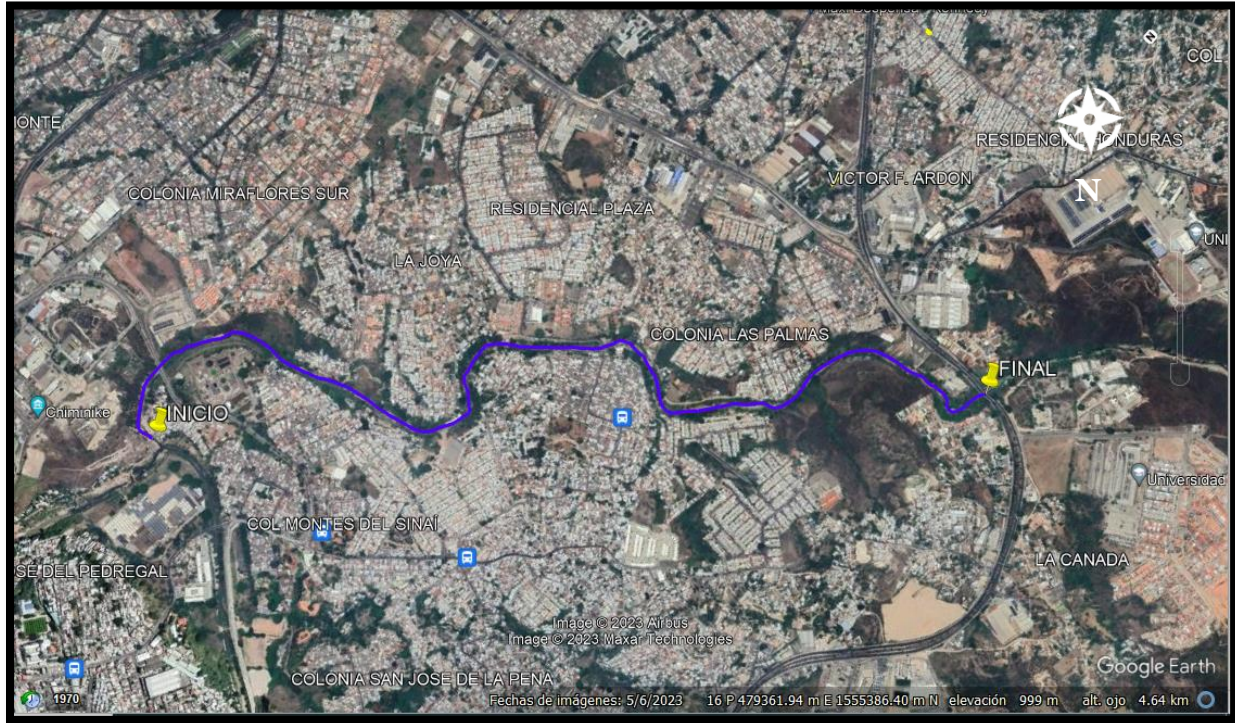 COL
IONTE
RESIDENCIAL HONDURAS
VICTOR F. ARDON
COLONIA MIRAFLORES SUR
N
RESIDENCIAL PLAZA
UNI
LA JOYA
COLONIA LAS PALMAS
FINAL
Chiminike
INICIO
Universidad
COL MONTES DEL SINAÍ
LA CANADA
SÉ DEL PEDREGAL
Image © 2023 Airbus
Image © 2023 Maxar Technologies
Google Earth
COLONIA SAN JOSE DE LA PEÑA
1970
Fechas de imágenes: 5/6/2023 16 P 479361.94 m E 1555386.40 m N elevación 999 m alt. ojo 4.64 km